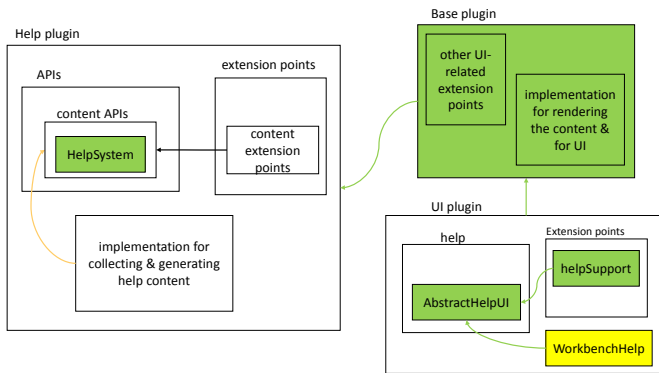 Help plugin
APIs
content APIs
HelpSystem
extension points
content
extension
points
implementation for
collecting & generating
help content
Base plugin
other UI-
related
extension
points
implementation
for rendering
the content &
for UI
UI plugin
help
AbstractHelpUI
Extension points
helpSupport
WorkbenchHelp